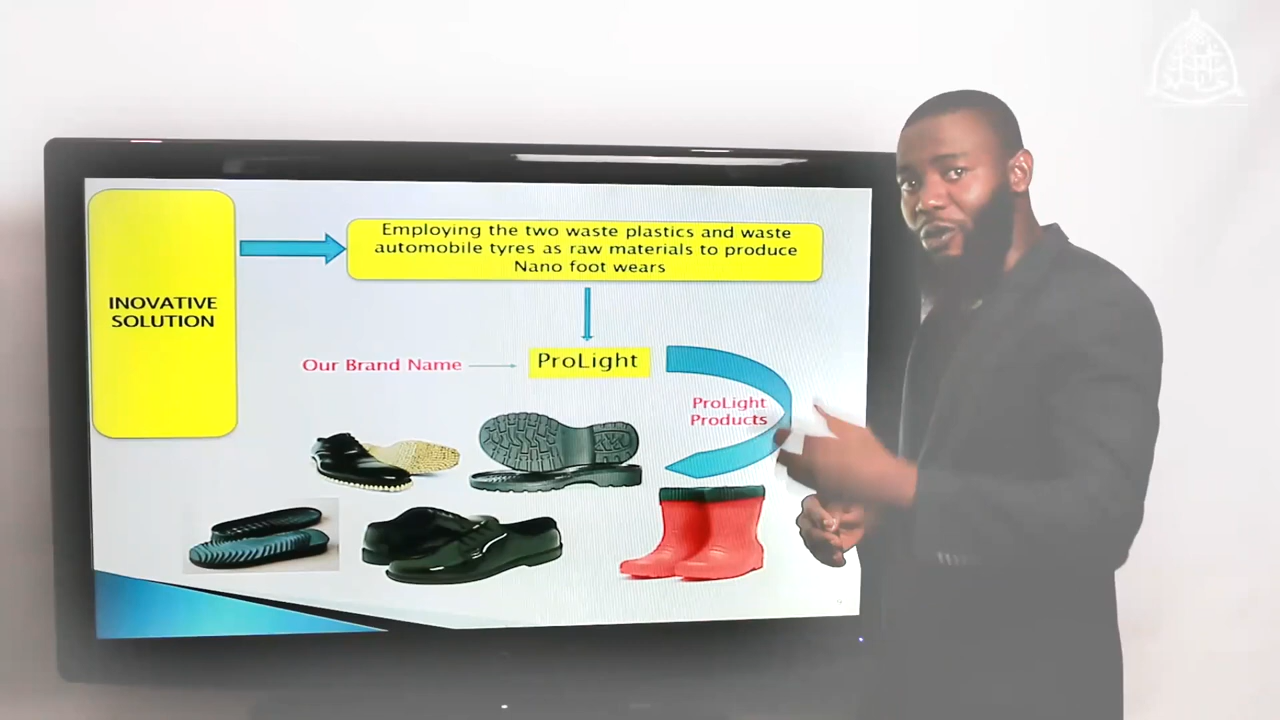 INOVATIVE
SOLUTION
Employing the two waste plastics and waste
automobile tyres as raw materials to produce
Nano foot wears
Our Brand Name
ProLight
ProLight
Products